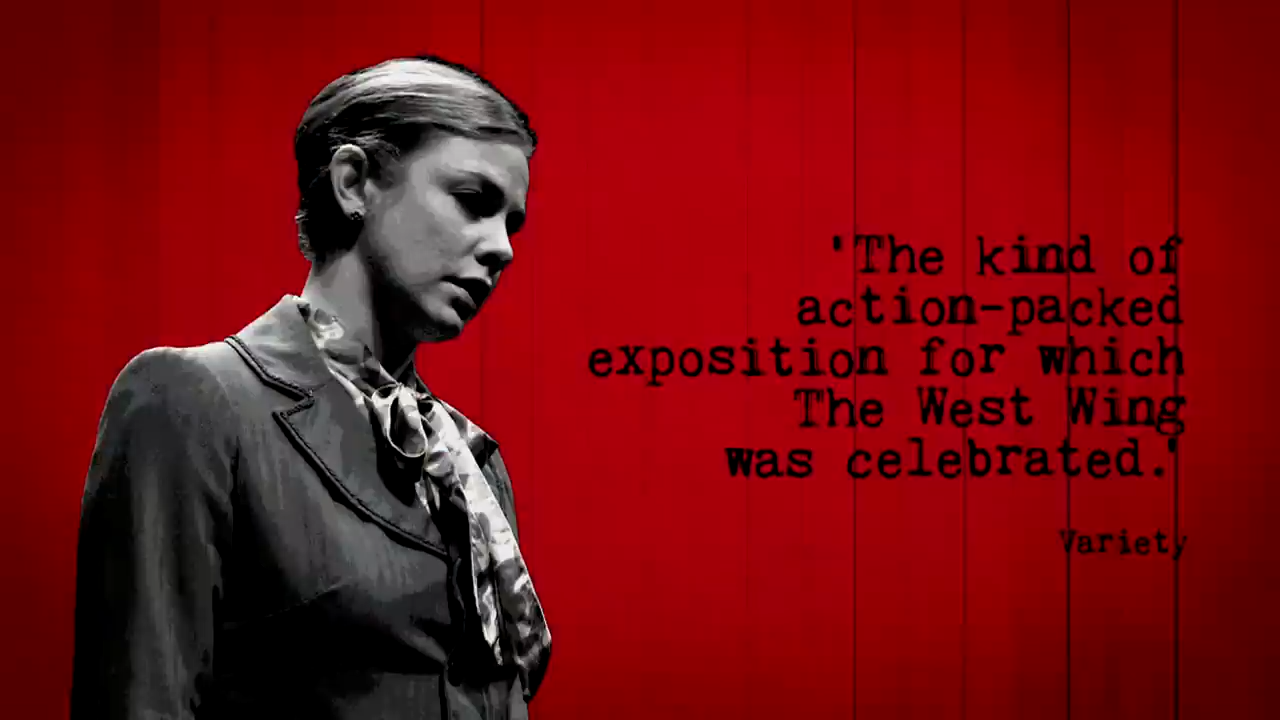 'The kind of
action-packed
exposition for which
The West Wing
was celebrated.'
Variety